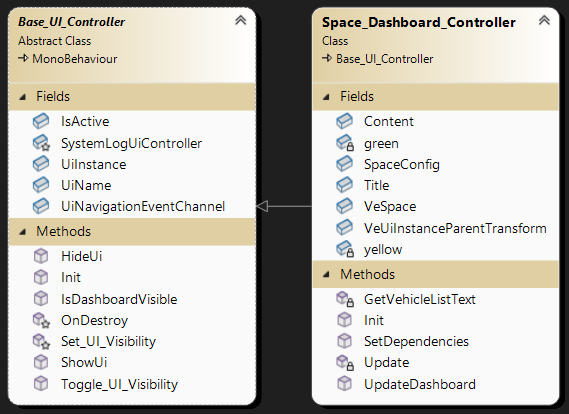 Base_UI_Controller
Abstract Class
MonoBehaviour
Fields
IsActive
SystemLogUiController
UiInstance
UiName
UiNavigationEventChannel
Methods
HideUi
Init
IsDashboardVisible
OnDestroy
Set_UI_Visibility
ShowUi
Toggle_UI_Visibility
Space_Dashboard_Controller
Class
Base_UI_Controller
Fields
Content
green
SpaceConfig
Title
VeSpace
VeUiInstanceParentTransform
yellow
Methods
GetVehicleListText
Init
SetDependencies
Update
UpdateDashboard